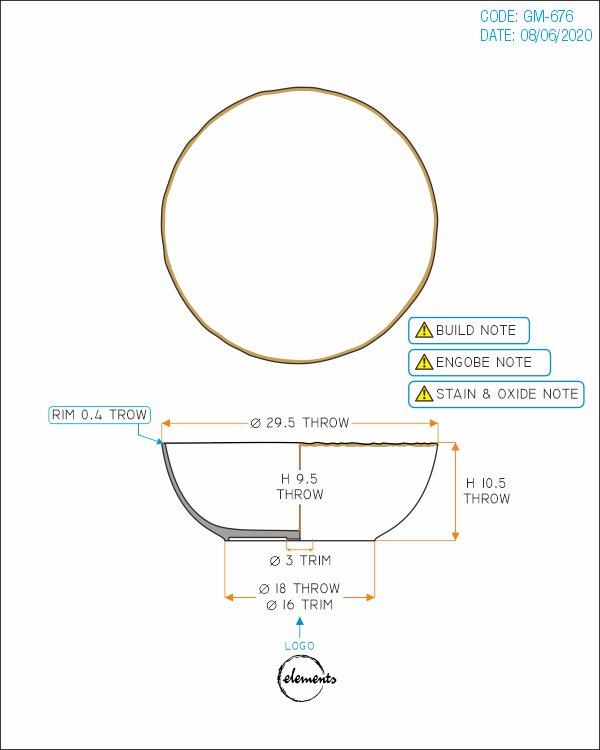 CODE: GM-676
DATE: 08/06/2020
BUILD NOTE
ENGOBE NOTE
STAIN & OXIDE NOTE
RIM 0.4 TROW
Ø 29.5 THROW
H 9.5
THROW
H 10.5
THROW
Ø 3 TRIM
Ø 18 THROW
Ø 16 TRIM
LOGO
elements